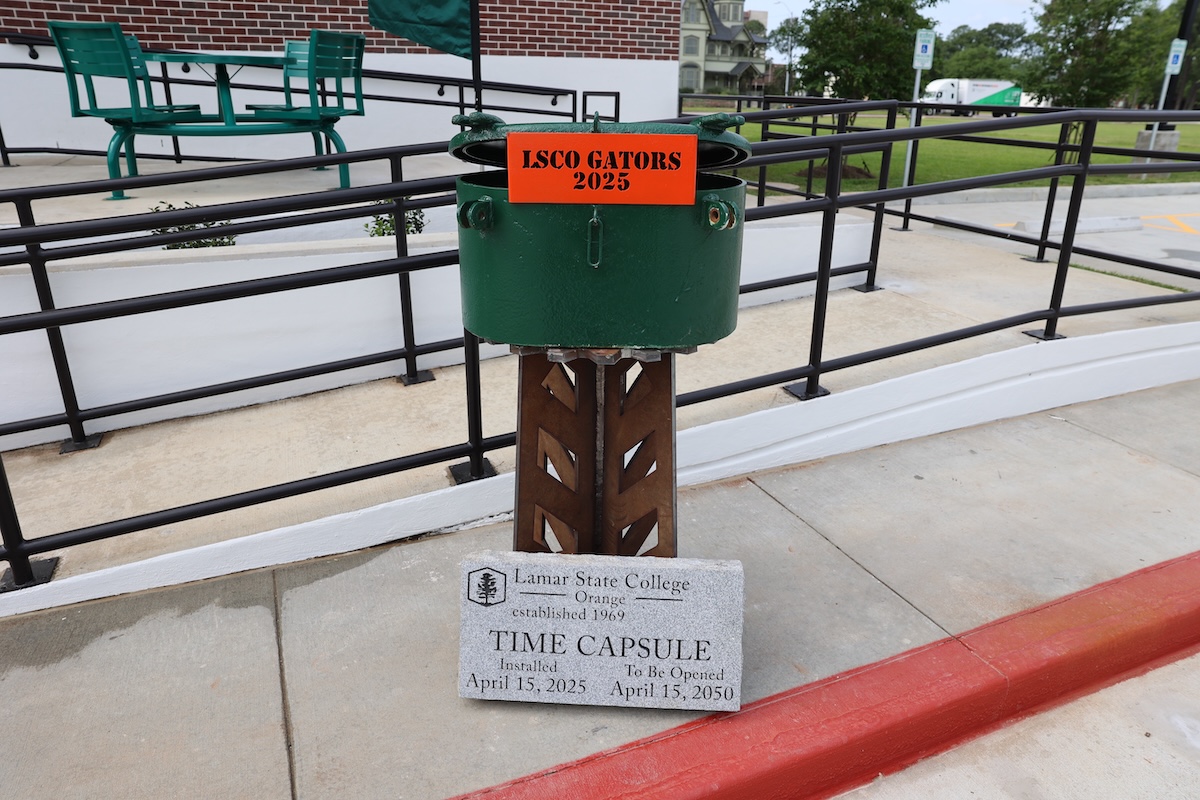 LSCO GATORS
2025
Lamar State College
Orange
established 1969
TIME CAPSULE
Installed To Be Opened
April 15, 2025 April 15, 2050